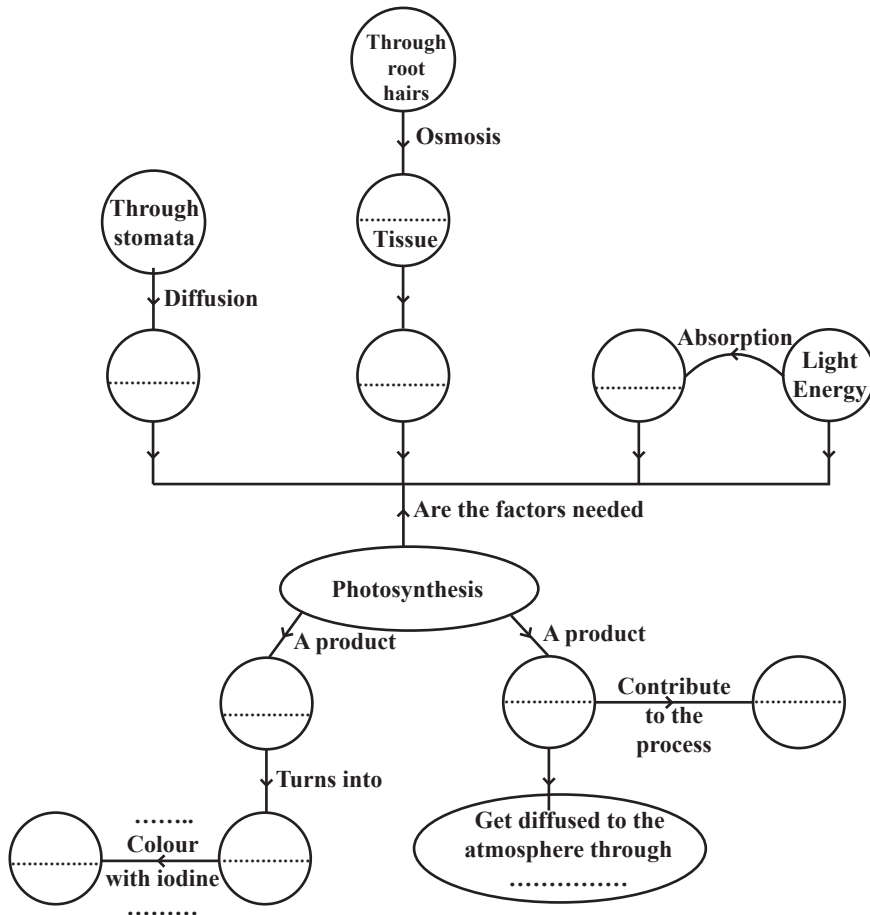 Through
root
hairs
Osmosis
Through
stomata
....................
Tissue
Diffusion
Absorption
Light
Energy
....................
....................
....................
Are the factors needed
Photosynthesis
A product
A product
....................
....................
Contribute
to the
process
....................
Turns into
........
Colour
with iodine
.........
....................
....................
Get diffused to the
atmosphere through
...............